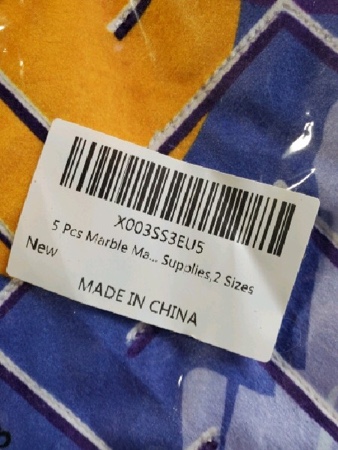 X003SS3EU5
5 Pcs Marble Ma... Supplies,2 Sizes
New
MADE IN CHINA